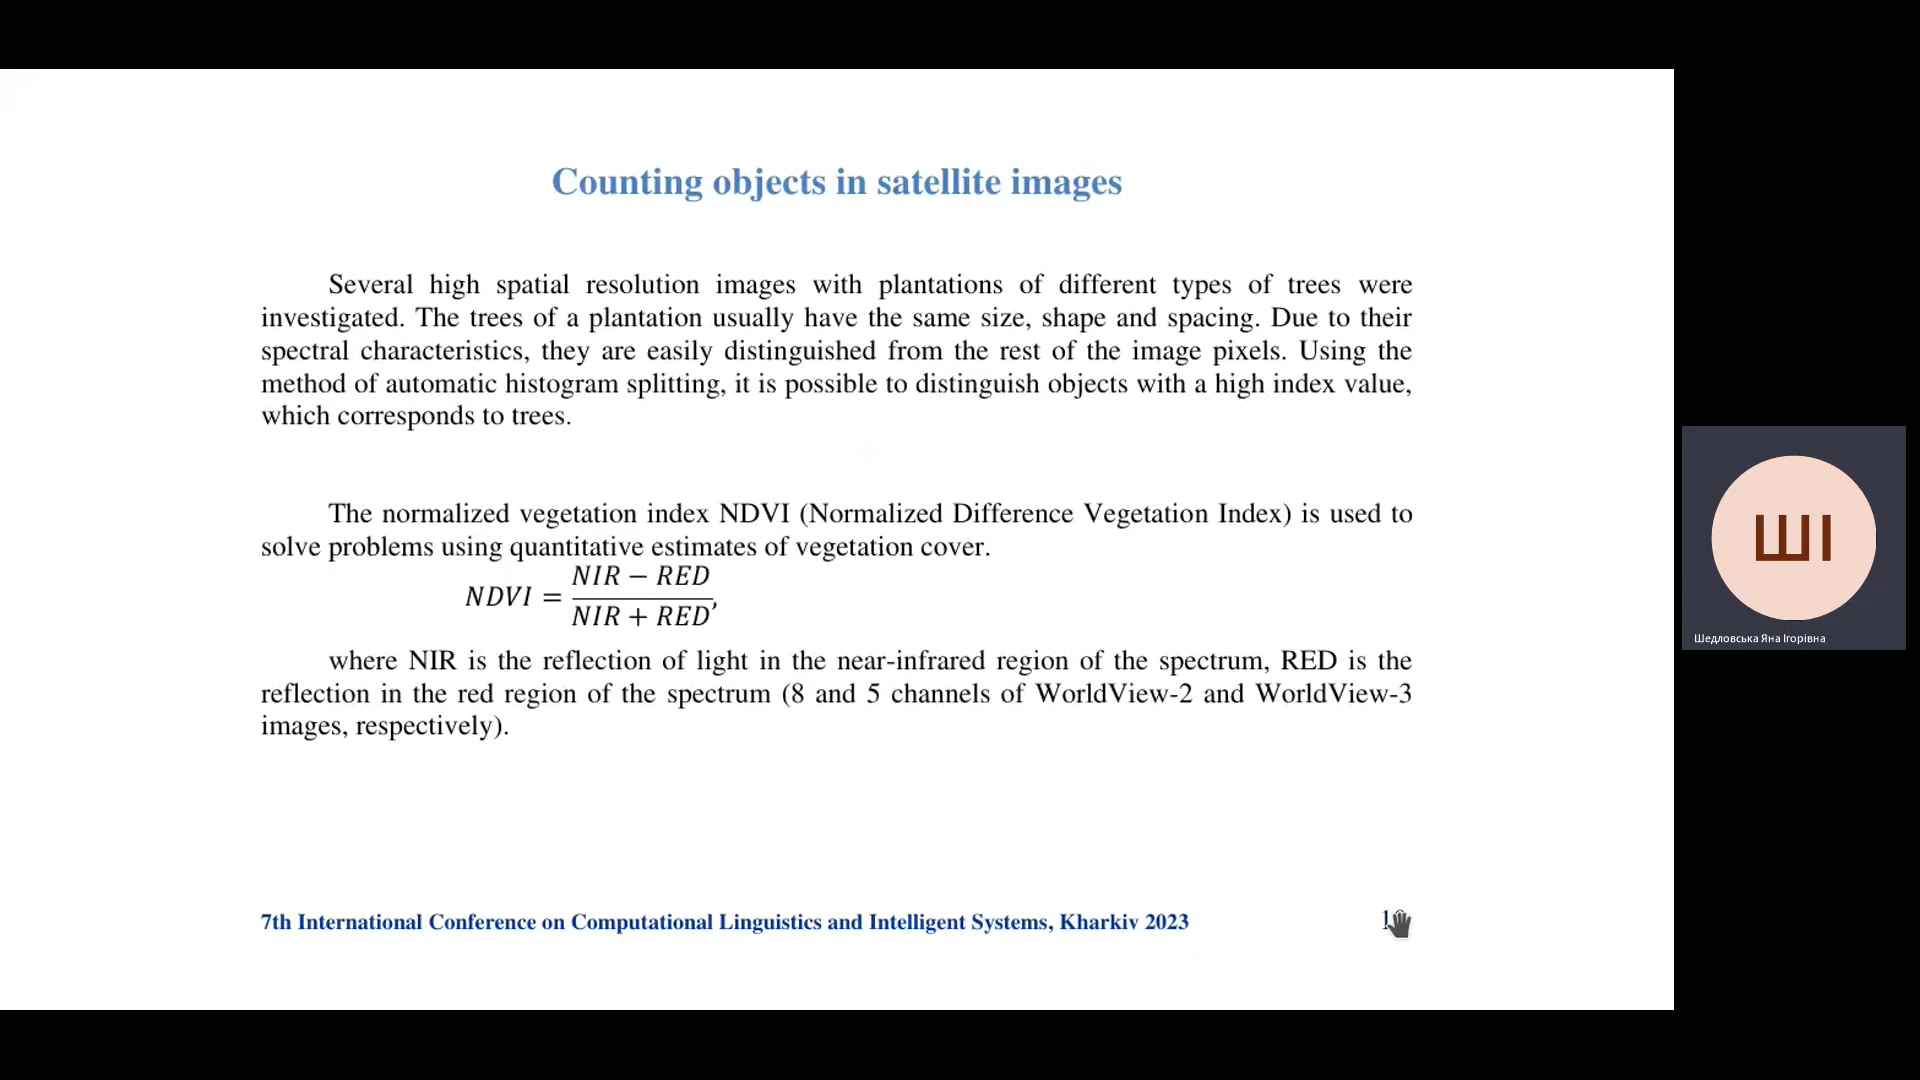 Counting objects in satellite images
Several high spatial resolution images with plantations of different types of trees were
investigated. The trees of a plantation usually have the same size, shape and spacing. Due to their
spectral characteristics, they are easily distinguished from the rest of the image pixels. Using the
method of automatic histogram splitting, it is possible to distinguish objects with a high index value,
which corresponds to trees.
The normalized vegetation index NDVI (Normalized Difference Vegetation Index) is used to
solve problems using quantitative estimates of vegetation cover.
NDVI = (NIR − RED) / (NIR + RED),
where NIR is the reflection of light in the near-infrared region of the spectrum, RED is the
reflection in the red region of the spectrum (8 and 5 channels of WorldView-2 and WorldView-3
images, respectively).
7th International Conference on Computational Linguistics and Intelligent Systems, Kharkiv 2023
ШІ
Шедловська Яна Ігорівна